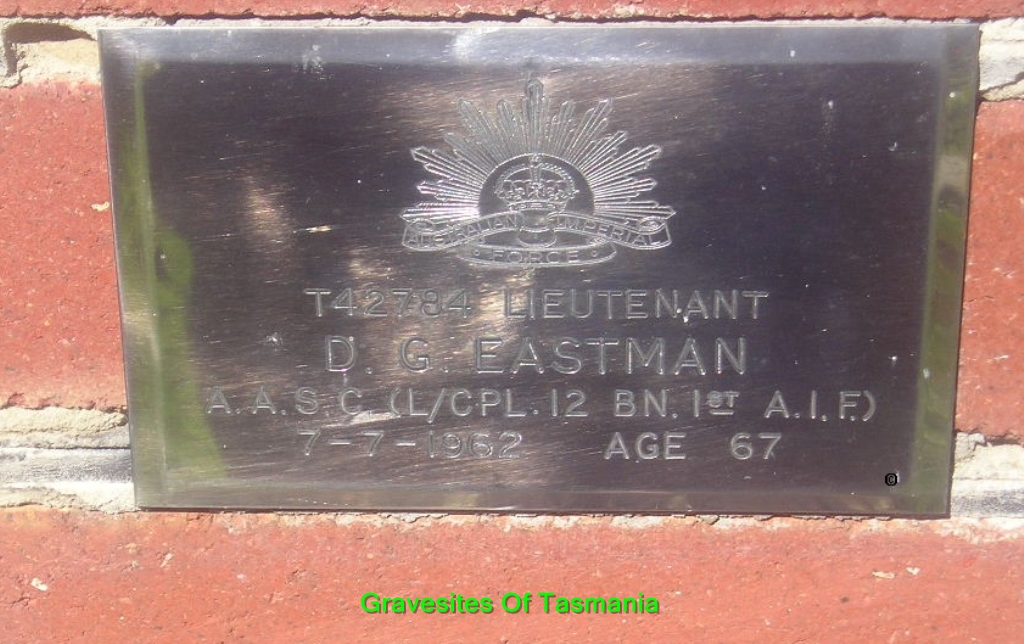 AUSTRALIAN IMPERIAL
FORCE
T42784 LIEUTENANT
D. G. EASTMAN
A.A.S.C. (L/CPL. 12 BN. 1ST A.I.F.)
7-7-1962 AGE 67
©
Gravesites Of Tasmania